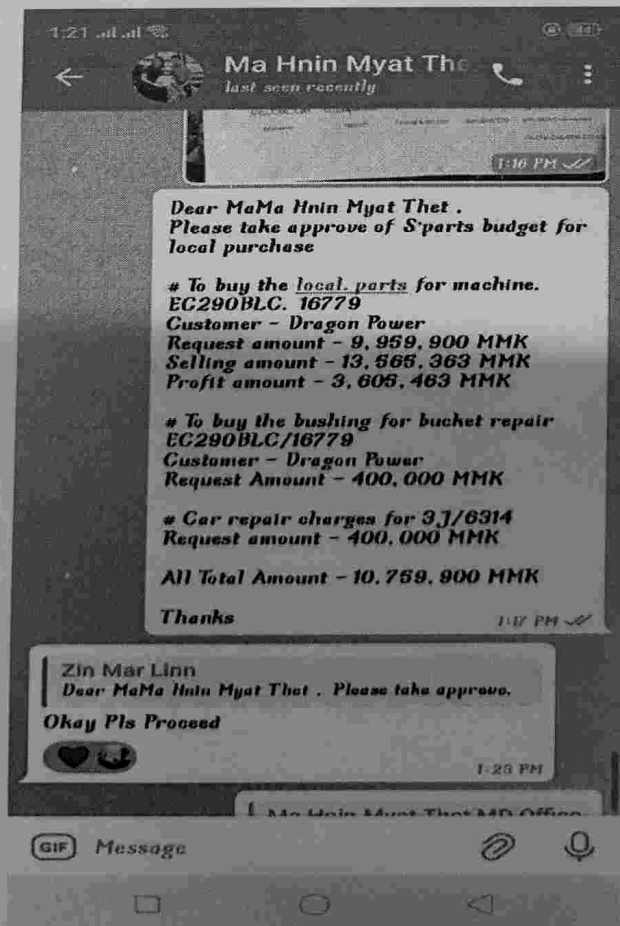 1:21
44
Ma Hnin Myat The
last seen recently
1:16 PM
Dear MaMa Hnin Myat Thet .
Please take approve of S'parts budget for
local purchase
# To buy the local. parts for machine.
EC290BLC. 16779
Customer - Dragon Power
Request amount - 9,959,900 MMK
Selling amount - 13,565,363 MMK
Profit amount - 3,605,463 MMK
# To buy the bushing for bucket repair
EC290BLC/16779
Customer - Dragon Power
Request Amount - 400,000 MMK
# Car repair charges for 3J/6314
Request amount - 400,000 MMK
All Total Amount - 10,759,900 MMK
Thanks
1:17 PM
Zin Mar Linn
Dear MaMa Hnin Myat Thet . Please take approve.
Okay Pls Proceed
1:23 PM
Ma Hnin Myat Thet MD Office
GIF Message